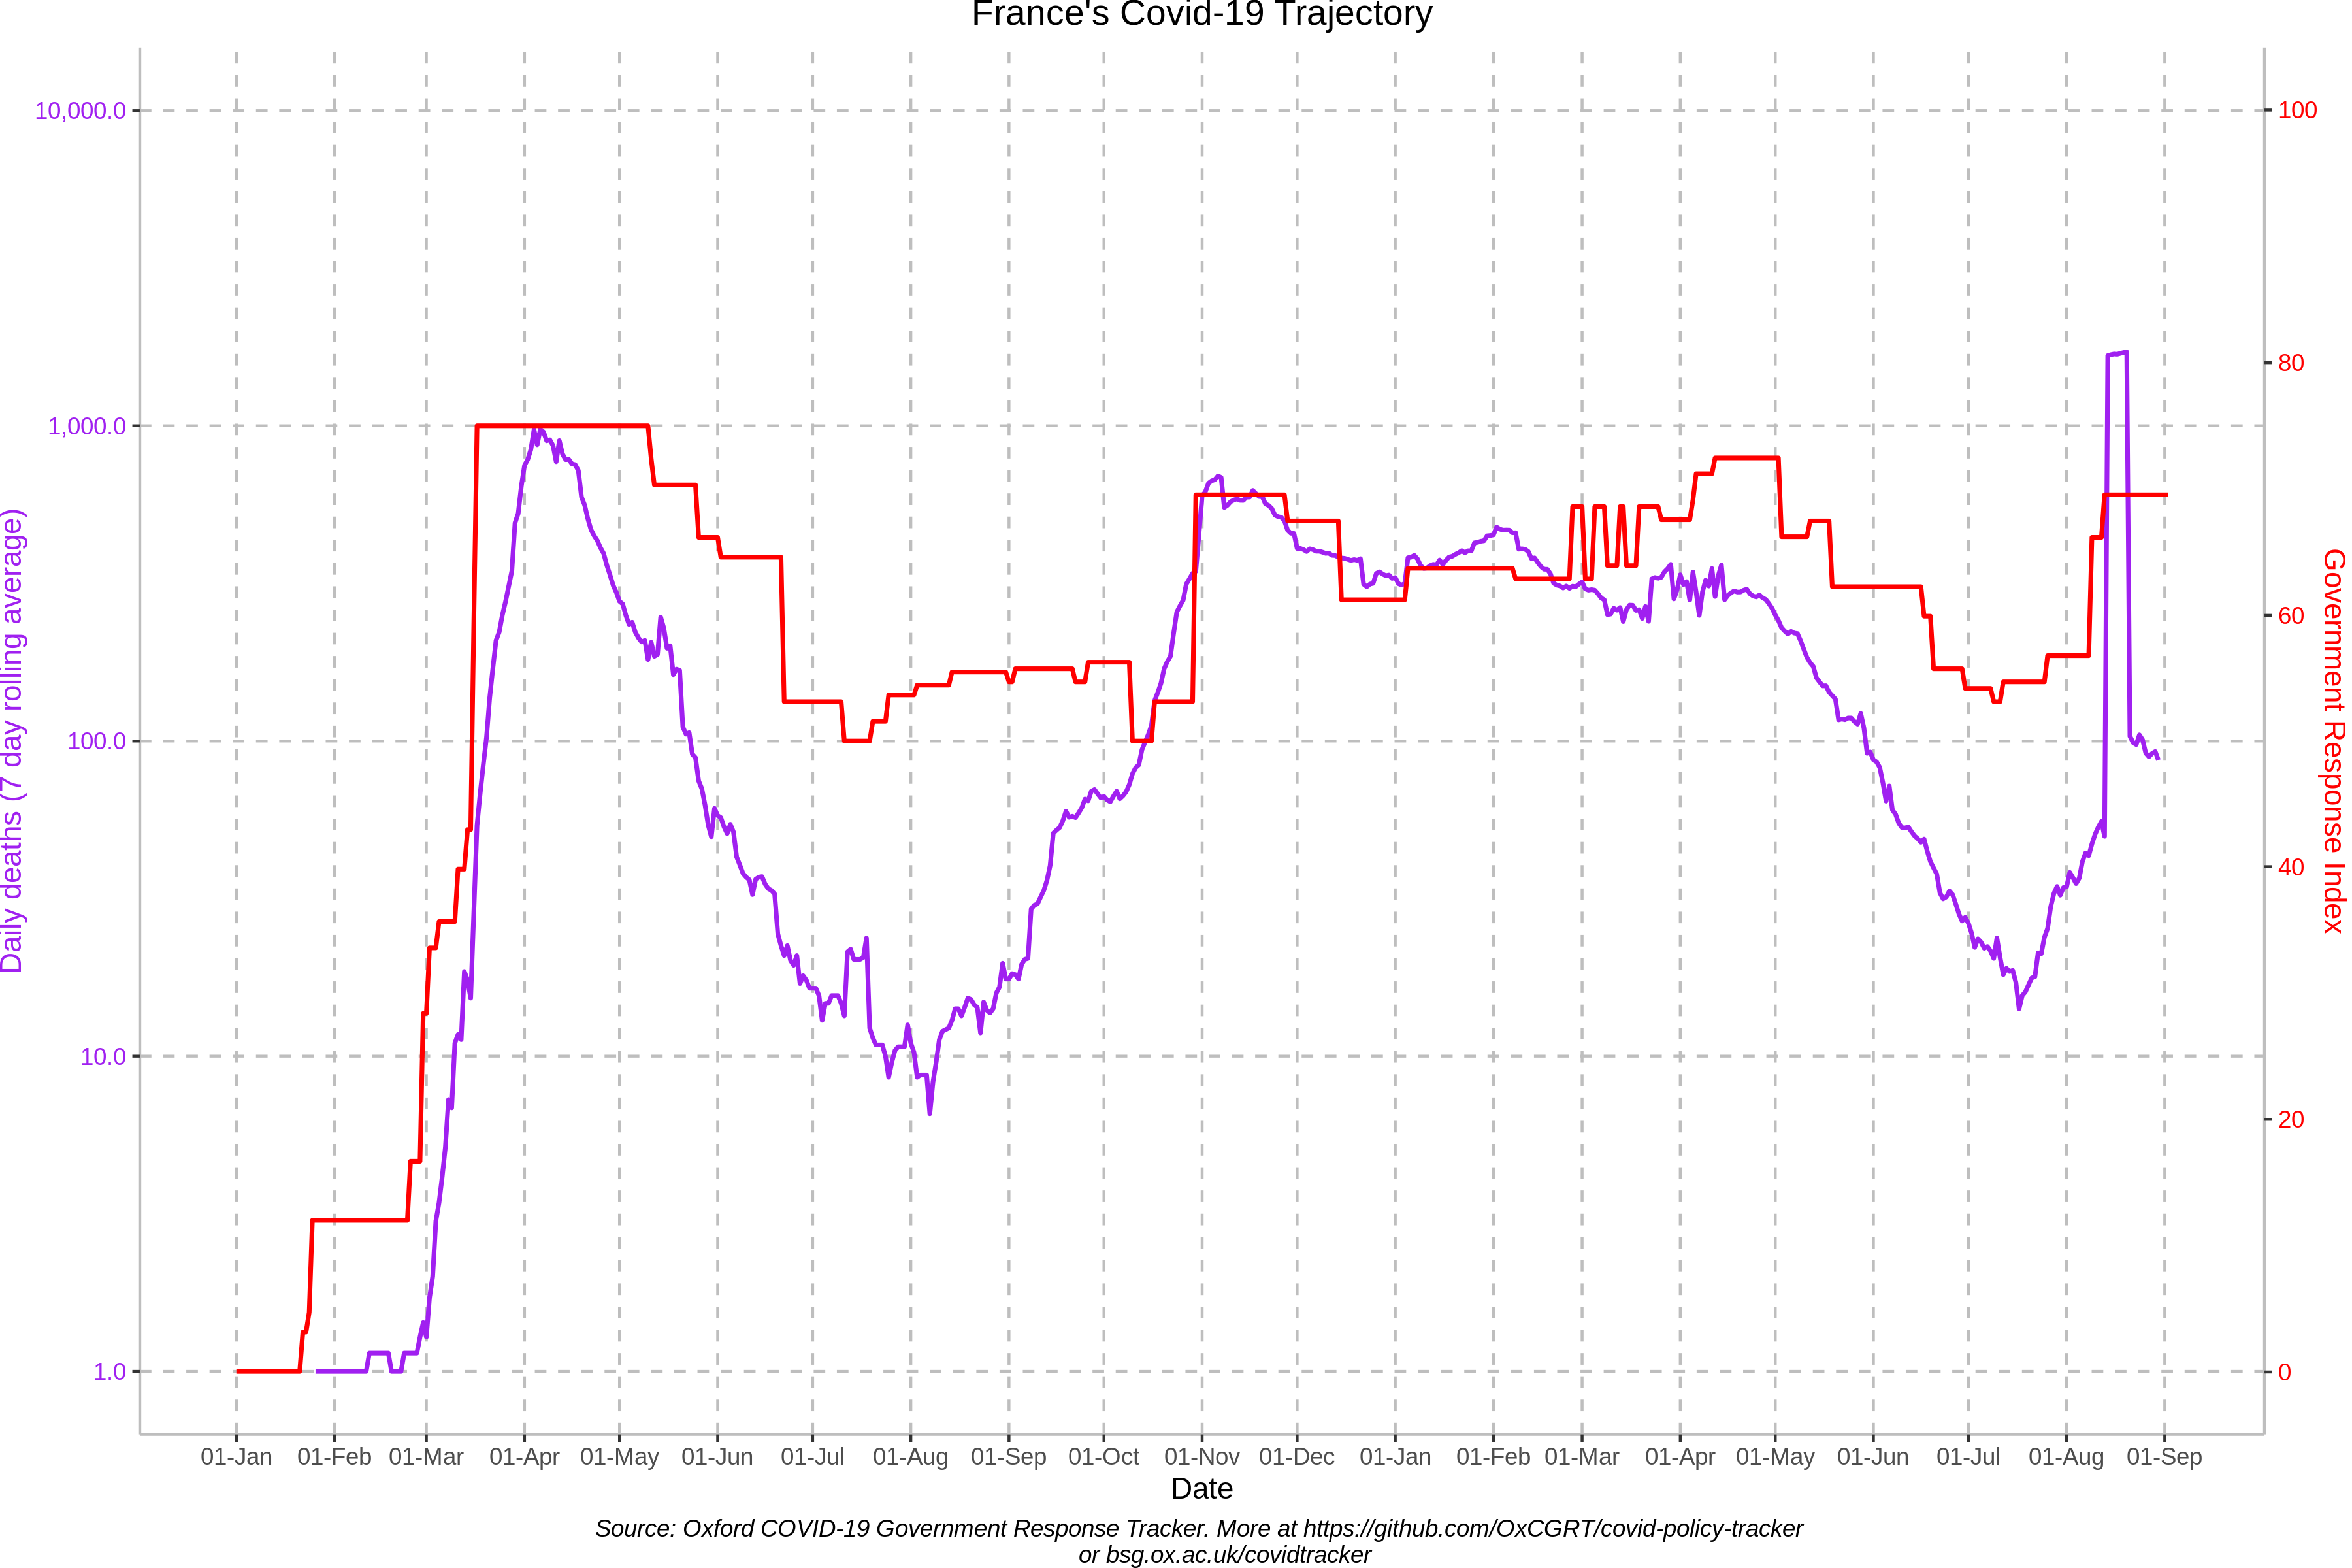 France's Covid-19 Trajectory
10,000.0
1,000.0
100.0
10.0
1.0
Daily deaths (7 day rolling average)
100
80
60
40
20
0
Government Response Index
01-Jan 01-Feb 01-Mar 01-Apr 01-May 01-Jun 01-Jul 01-Aug 01-Sep 01-Oct 01-Nov 01-Dec 01-Jan 01-Feb 01-Mar 01-Apr 01-May 01-Jun 01-Jul 01-Aug 01-Sep
Date
Source: Oxford COVID-19 Government Response Tracker. More at https://github.com/OxCGRT/covid-policy-tracker
or bsg.ox.ac.uk/covidtracker